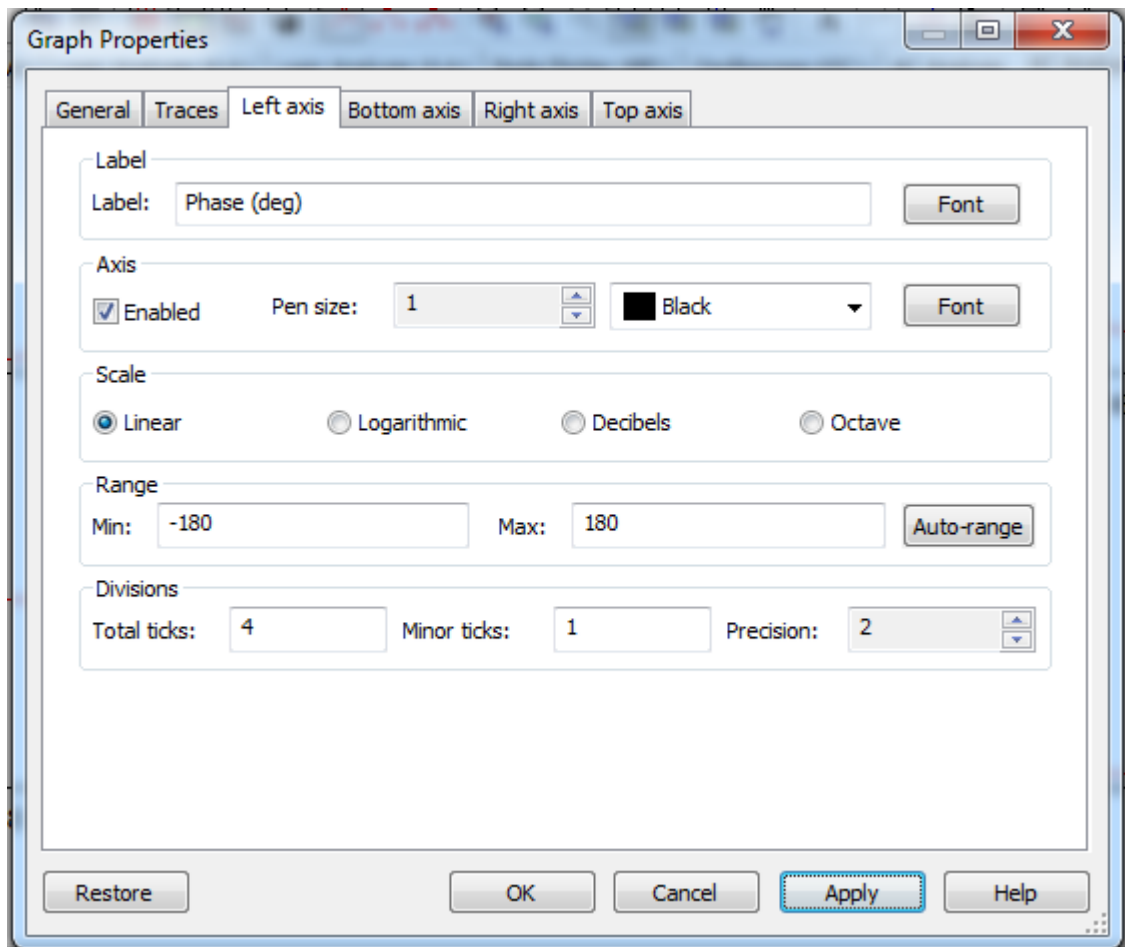 Graph Properties
General Traces Left axis Bottom axis Right axis Top axis
Label
Label: Phase (deg) Font
Axis
Enabled Pen size: 1 Black Font
Scale
Linear Logarithmic Decibels Octave
Range
Min: -180 Max: 180 Auto-range
Divisions
Total ticks: 4 Minor ticks: 1 Precision: 2
Restore OK Cancel Apply Help